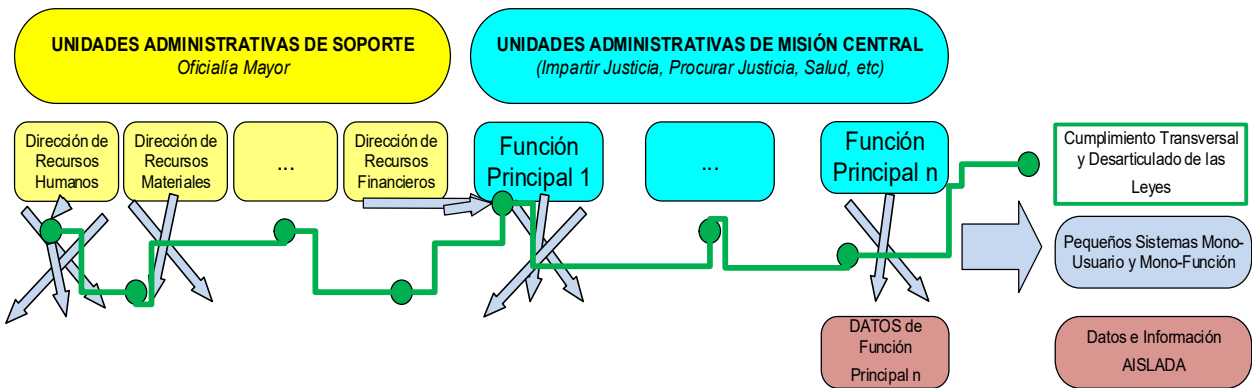 UNIDADES ADMINISTRATIVAS DE SOPORTE
Oficialía Mayor
UNIDADES ADMINISTRATIVAS DE MISIÓN CENTRAL
(Impartir Justicia, Procurar Justicia, Salud, etc)
Dirección de
Recursos
Humanos
Dirección de
Recursos
Materiales
...
Dirección de
Recursos
Financieros
Función
Principal 1
...
Función
Principal n
Cumplimiento Transversal
y Desarticulado de las
Leyes
Pequeños Sistemas Mono-
Usuario y Mono-Función
DATOS de
Función
Principal n
Datos e Información
AISLADA